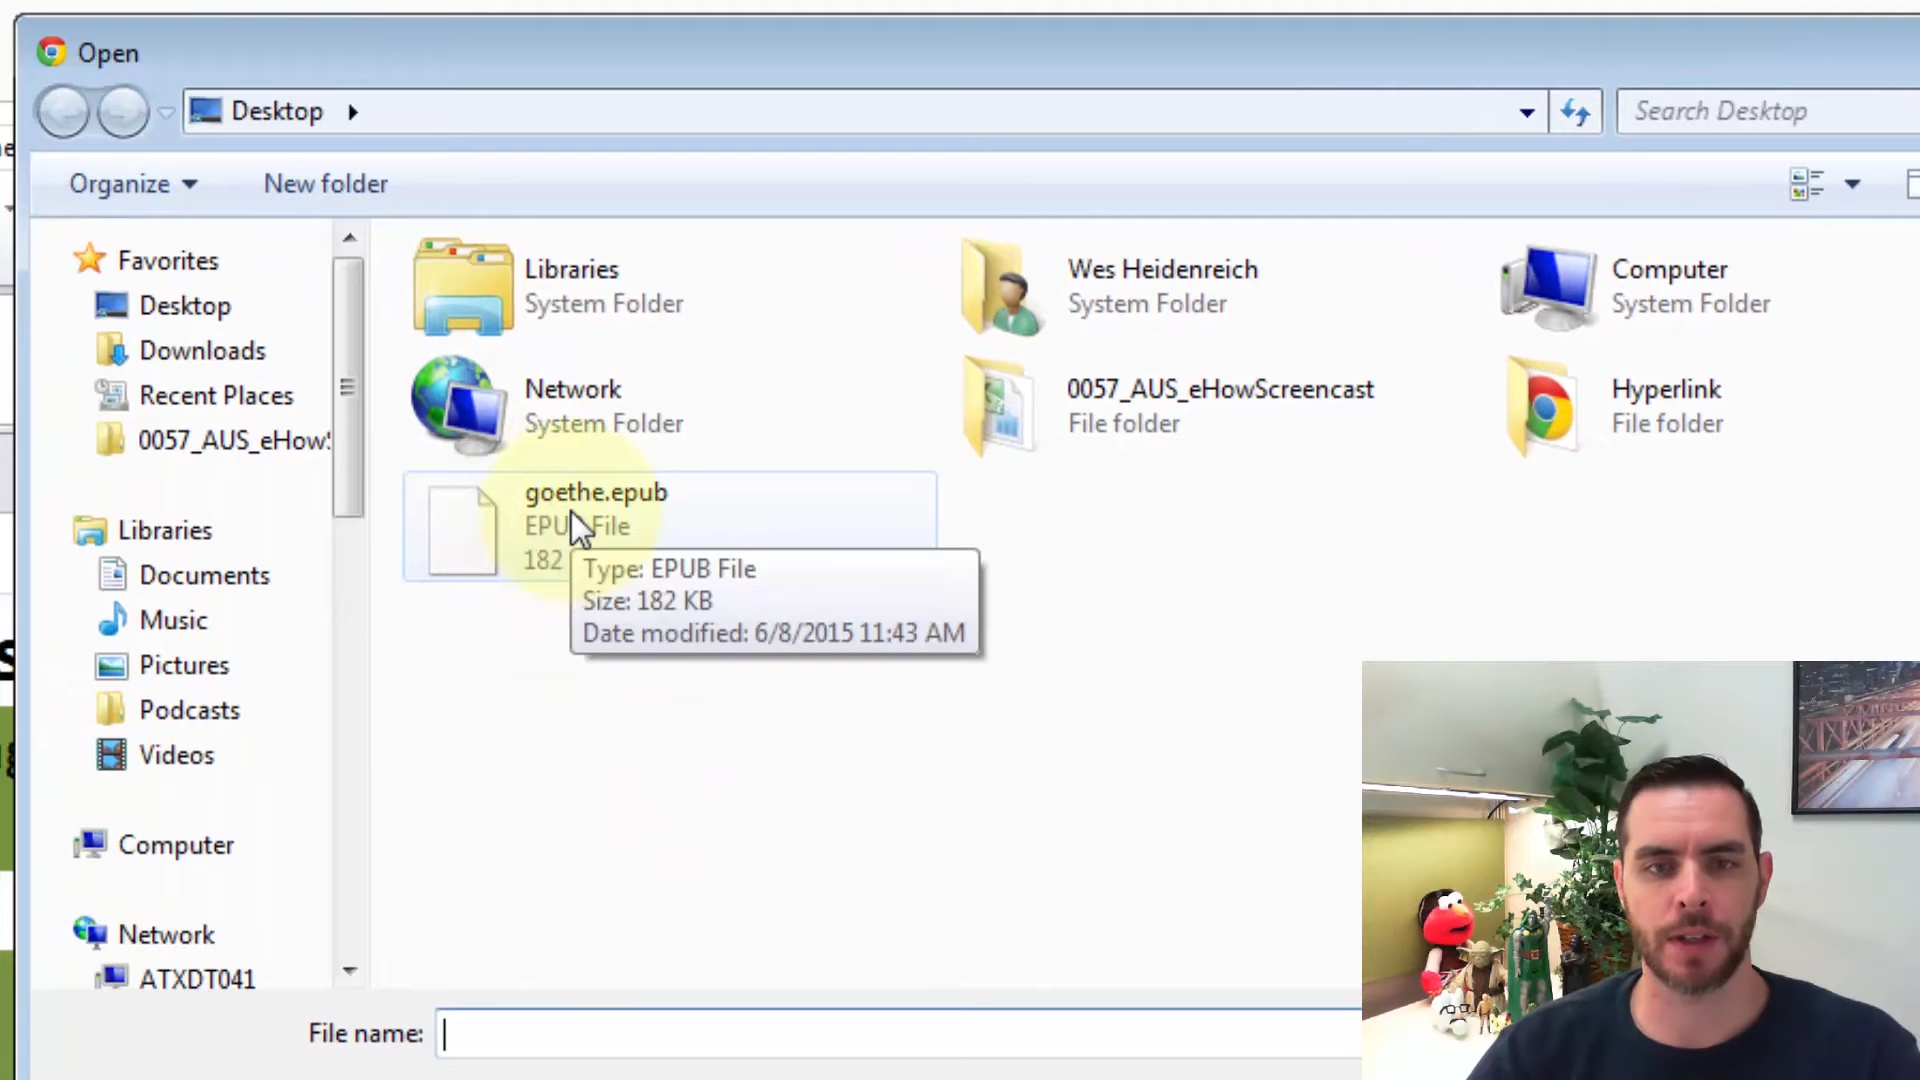 Open
Desktop
Search Desktop
Organize
New folder
Favorites
Desktop
Downloads
Recent Places
0057_AUS_eHow
Libraries
Documents
Music
Pictures
Podcasts
Videos
Computer
Network
ATXDT041
Libraries
System Folder
Wes Heidenreich
System Folder
Computer
System Folder
Network
System Folder
0057_AUS_eHowScreencast
File folder
Hyperlink
File folder
goethe.epub
EPUB File
182
Type: EPUB File
Size: 182 KB
Date modified: 6/8/2015 11:43 AM
File name: